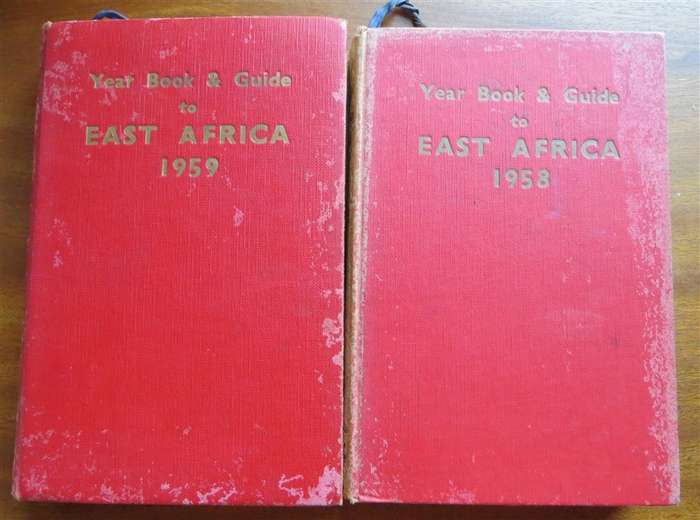 Year Book & Guide
to
EAST AFRICA
1959
Year Book & Guide
to
EAST AFRICA
1958